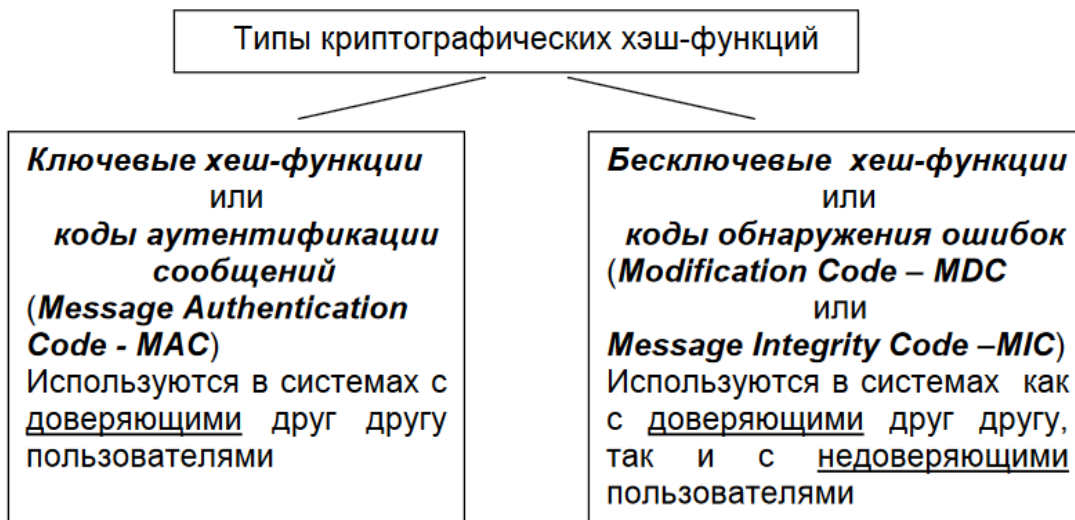 Типы криптографических хэш-функций
Ключевые хеш-функции
или
коды аутентификации
сообщений
(Message Authentication
Code - MAC)
Используются в системах с
доверяющими друг другу
пользователями
Бесключевые хеш-функции
или
коды обнаружения ошибок
(Modification Code – MDC
или
Message Integrity Code –MIC)
Используются в системах как
с доверяющими друг другу,
так и с недоверяющими
пользователями